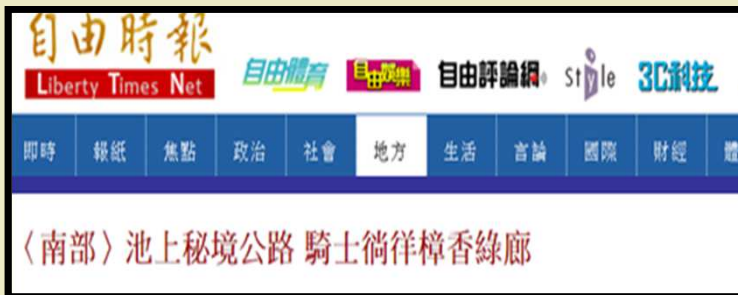 自由時報
Liberty Times Net 自由體育 自由娛樂 自由評論網 Style 3C科技
即時 報紙 焦點 政治 社會 地方 生活 言論 國際 財經 體
〈南部〉池上秘境公路 騎士徜徉樟香綠廊